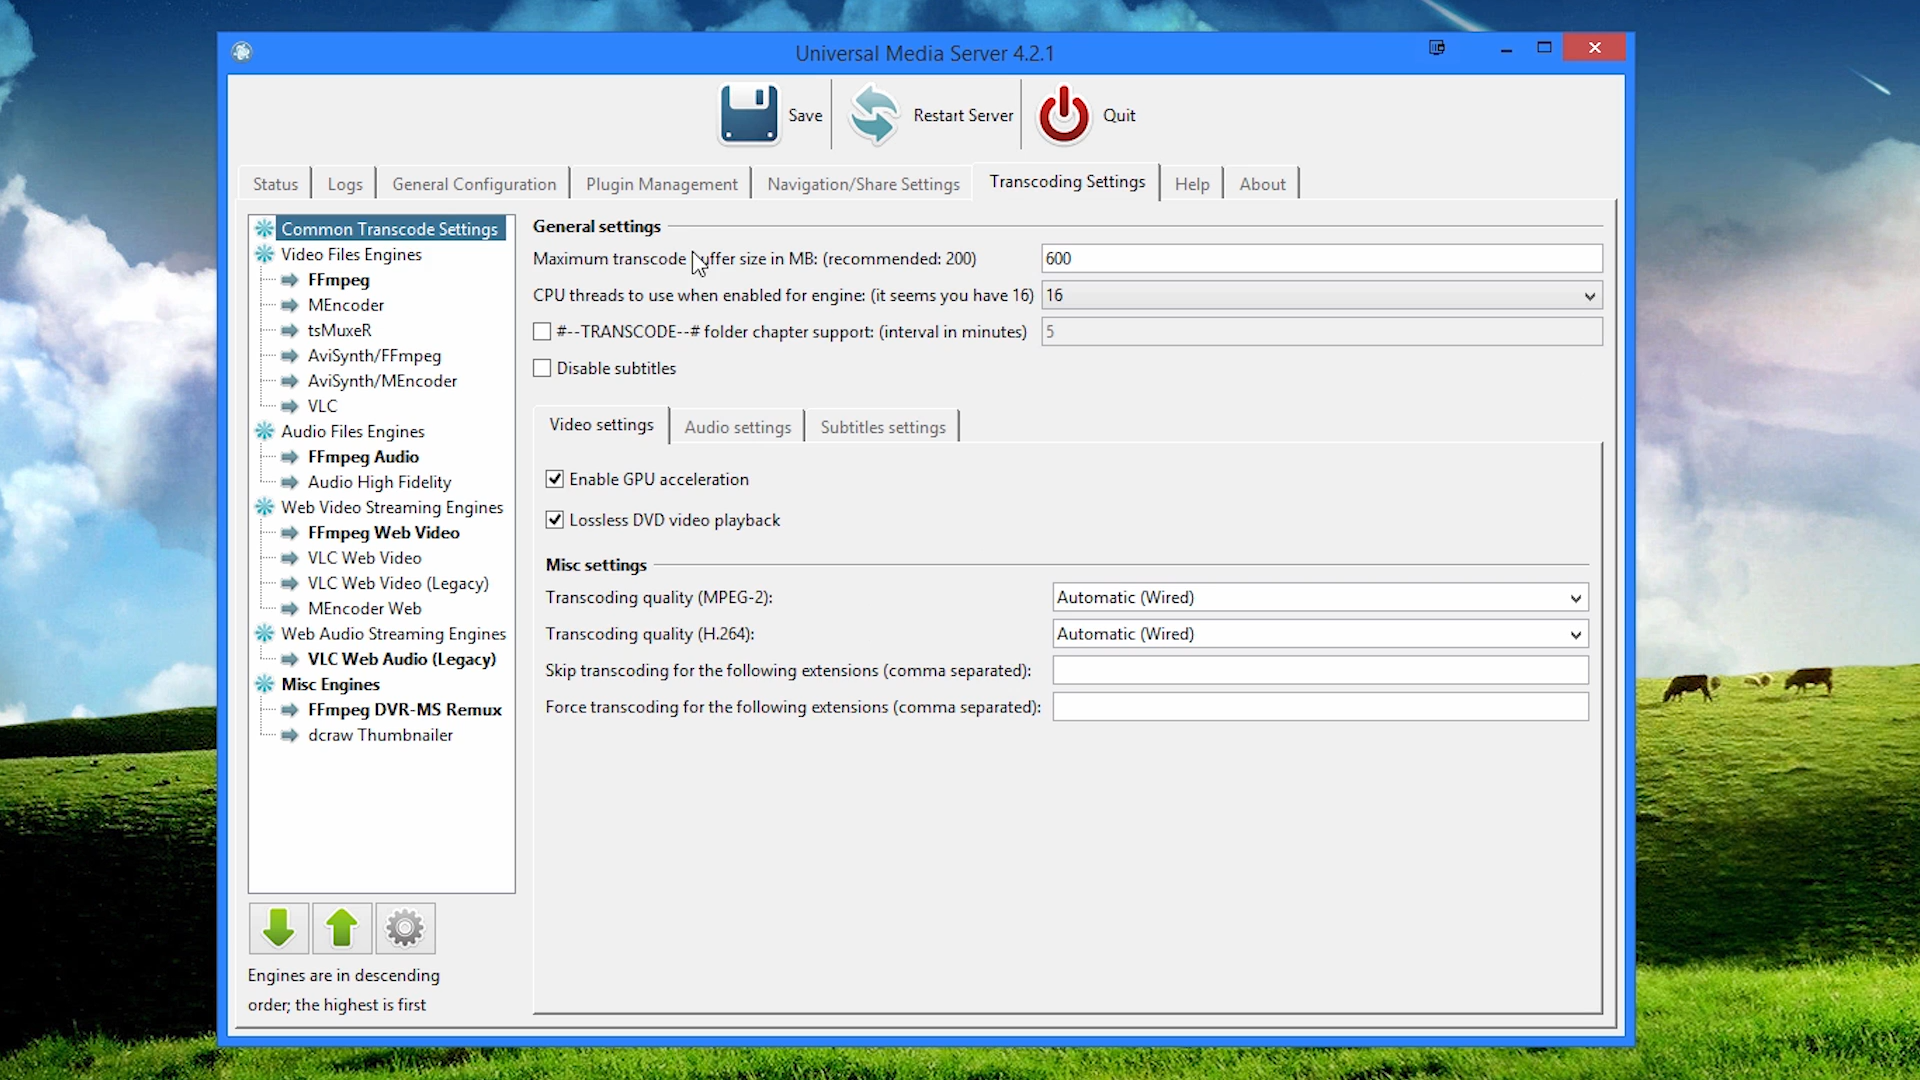 Universal Media Server 4.2.1
Save
Restart Server
Quit
Status
Logs
General Configuration
Plugin Management
Navigation/Share Settings
Transcoding Settings
Help
About
Common Transcode Settings
Video Files Engines
FFmpeg
MEncoder
tsMuxeR
AviSynth/FFmpeg
AviSynth/MEncoder
VLC
Audio Files Engines
FFmpeg Audio
Audio High Fidelity
Web Video Streaming Engines
FFmpeg Web Video
VLC Web Video
VLC Web Video (Legacy)
MEncoder Web
Web Audio Streaming Engines
VLC Web Audio (Legacy)
Misc Engines
FFmpeg DVR-MS Remux
dcraw Thumbnailer
Engines are in descending
order; the highest is first
General settings
Maximum transcode buffer size in MB: (recommended: 200)
600
CPU threads to use when enabled for engine: (it seems you have 16)
16
#--TRANSCODE--# folder chapter support: (interval in minutes)
5
Disable subtitles
Video settings
Audio settings
Subtitles settings
Enable GPU acceleration
Lossless DVD video playback
Misc settings
Transcoding quality (MPEG-2):
Automatic (Wired)
Transcoding quality (H.264):
Automatic (Wired)
Skip transcoding for the following extensions (comma separated):
Force transcoding for the following extensions (comma separated):